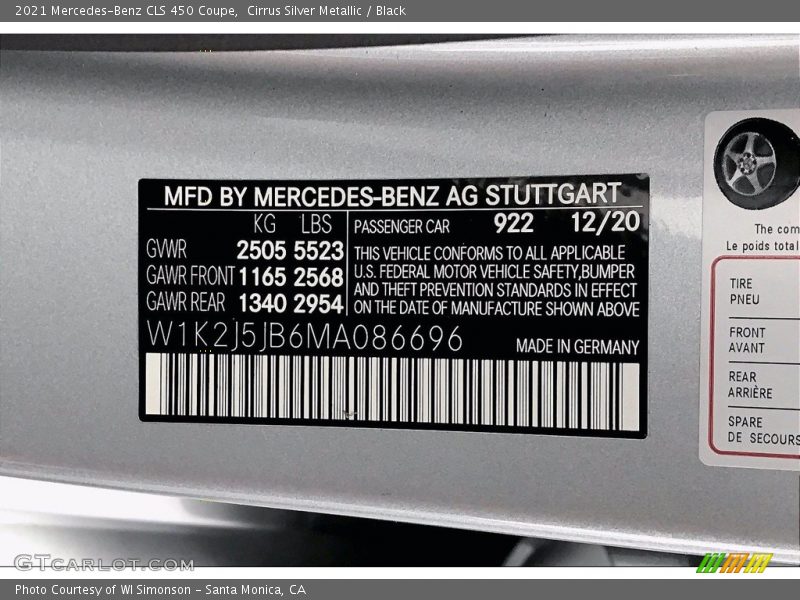 2021 Mercedes-Benz CLS 450 Coupe, Cirrus Silver Metallic / Black
MFD BY MERCEDES-BENZ AG STUTTGART
KG LBS PASSENGER CAR 922 12/20
GVWR 2505 5523
GAWR FRONT 1165 2568
GAWR REAR 1340 2954
THIS VEHICLE CONFORMS TO ALL APPLICABLE
U.S. FEDERAL MOTOR VEHICLE SAFETY,BUMPER
AND THEFT PREVENTION STANDARDS IN EFFECT
ON THE DATE OF MANUFACTURE SHOWN ABOVE
W1K2J5JB6MA086696
MADE IN GERMANY
The com
Le poids total
TIRE
PNEU
FRONT
AVANT
REAR
ARRIÈRE
SPARE
DE SECOURS
GTCARLOT.COM
Photo Courtesy of WI Simonson - Santa Monica, CA